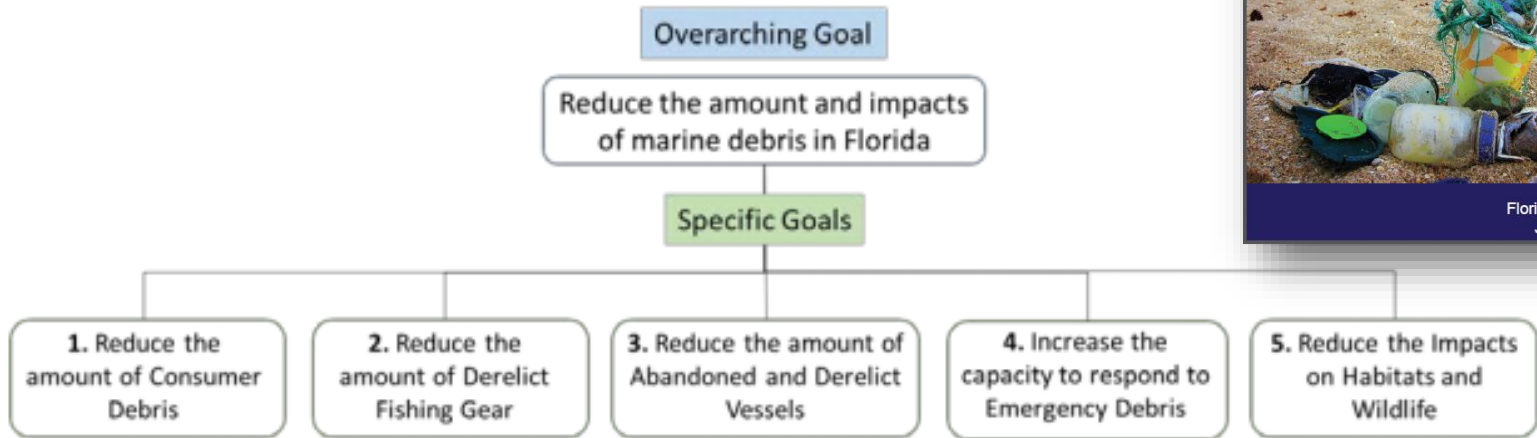 Overarching Goal
Reduce the amount and impacts
of marine debris in Florida
Specific Goals
1. Reduce the
amount of Consumer
Debris
2. Reduce the
amount of Derelict
Fishing Gear
3. Reduce the amount of
Abandoned and Derelict
Vessels
4. Increase the
capacity to respond to
Emergency Debris
5. Reduce the Impacts
on Habitats and
Wildlife